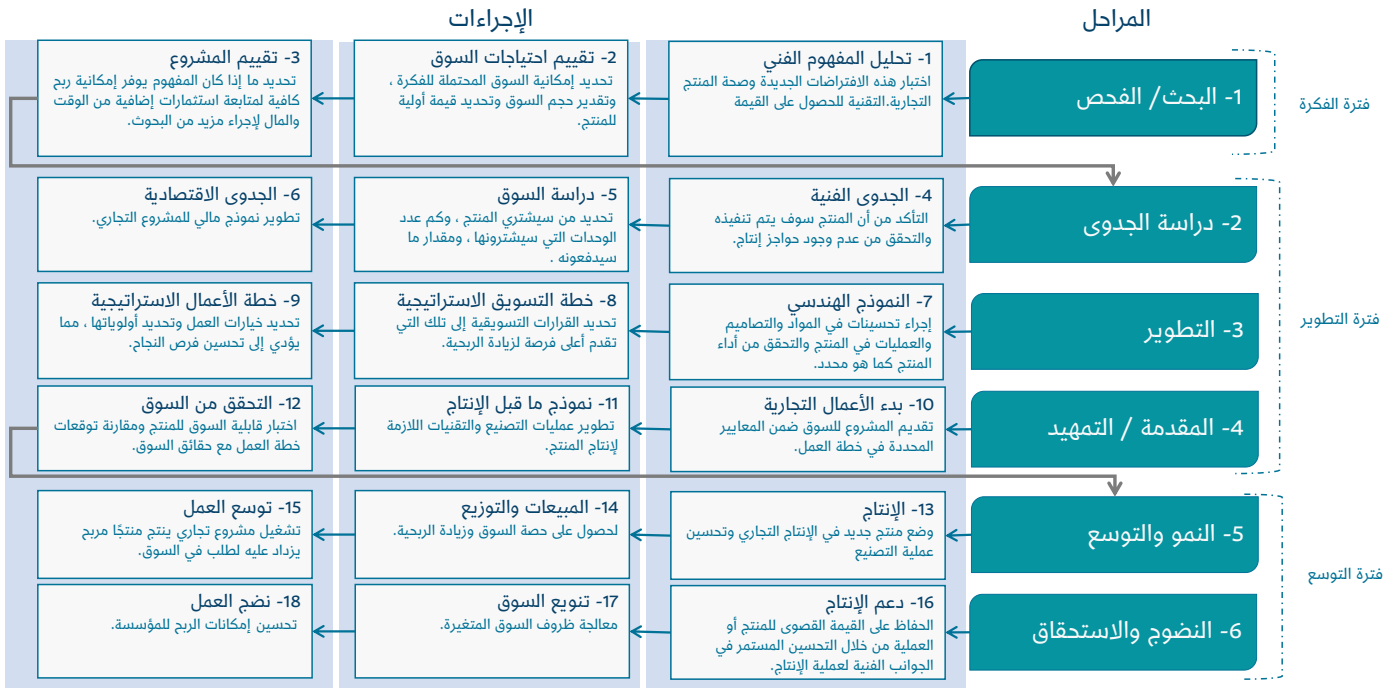 المراحل
الإجراءات
فترة الفكرة
1- البحث/ الفحص
1- تحليل المفهوم الفني
اختبار هذه الافتراضات الجديدة وصحة المنتج
التجارية.التقنية للحصول على القيمة
2- تقييم احتياجات السوق
تحديد إمكانية السوق المحتملة للفكرة ،
وتقدير حجم السوق وتحديد قيمة أولية
للمنتج.
3- تقييم المشروع
تحديد ما إذا كان المفهوم يوفر إمكانية ربح
كافية لمتابعة استثمارات إضافية من الوقت
والمال لإجراء مزيد من البحوث.
فترة التطوير
2- دراسة الجدوى
4- الجدوى الفنية
التأكد من أن المنتج سوف يتم تنفيذه
والتحقق من عدم وجود حواجز إنتاج.
5- دراسة السوق
تحديد من سيشتري المنتج ، وكم عدد
الوحدات التي سيشترونها ، ومقدار ما
سيدفعونه .
6- الجدوى الاقتصادية
تطوير نموذج مالي للمشروع التجاري.
3- التطوير
7- النموذج الهندسي
إجراء تحسينات في المواد والتصاميم
والعمليات في المنتج والتحقق من أداء
المنتج كما هو محدد.
8- خطة التسويق الاستراتيجية
تحديد القرارات التسويقية إلى تلك التي
تقدم أعلى فرصة لزيادة الربحية.
9- خطة الأعمال الاستراتيجية
تحديد خيارات العمل وتحديد أولوياتها ، مما
يؤدي إلى تحسين فرص النجاح.
4- المقدمة / التمهيد
10- بدء الأعمال التجارية
تقديم المشروع للسوق ضمن المعايير
المحددة في خطة العمل.
11- نموذج ما قبل الإنتاج
تطوير عمليات التصنيع والتقنيات اللازمة
لإنتاج المنتج.
12- التحقق من السوق
اختبار قابلية السوق للمنتج ومقارنة توقعات
خطة العمل مع حقائق السوق.
فترة التوسع
5- النمو والتوسع
13- الإنتاج
وضع منتج جديد في الإنتاج التجاري وتحسين
عملية التصنيع
14- المبيعات والتوزيع
لحصول على حصة السوق وزيادة الربحية.
15- توسع العمل
تشغيل مشروع تجاري ينتج منتجًا مربح
يزداد عليه لطلب في السوق.
6- النضوج والاستحقاق
16- دعم الإنتاج
الحفاظ على القيمة القصوى للمنتج أو
العملية من خلال التحسين المستمر في
الجوانب الفنية لعملية الإنتاج.
17- تنويع السوق
معالجة ظروف السوق المتغيرة.
18- نضج العمل
تحسين إمكانات الربح للمؤسسة.